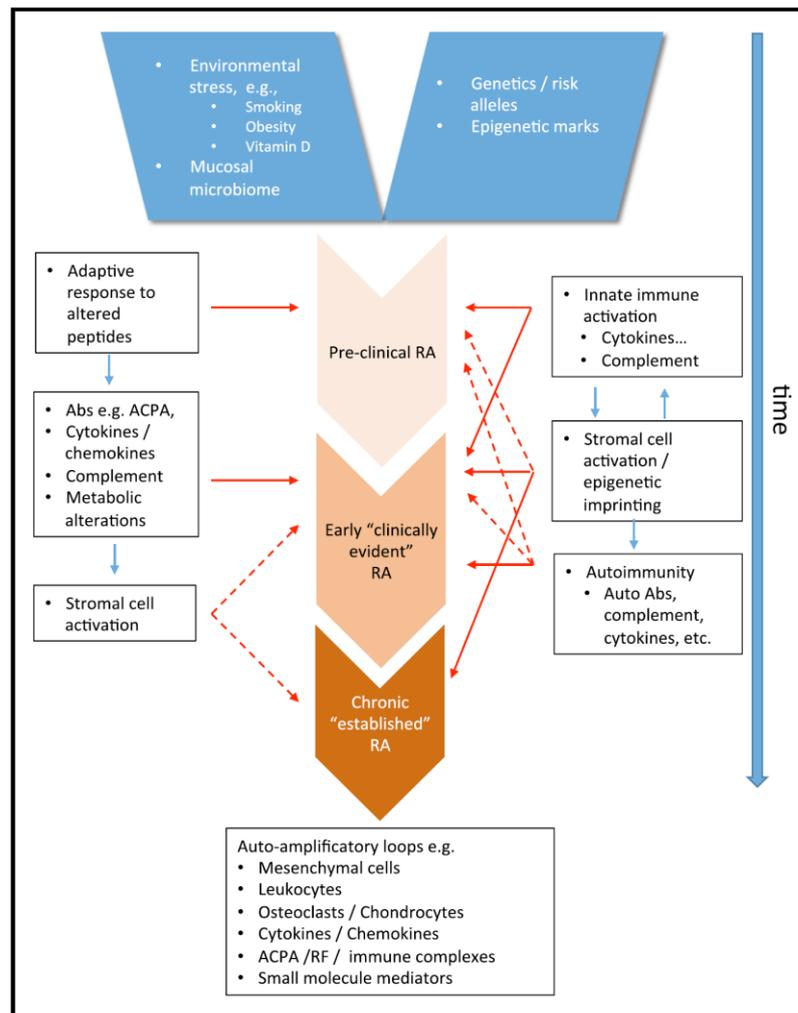 • Environmental
stress, e.g.,
• Smoking
• Obesity
• Vitamin D
• Mucosal
microbiome
• Genetics / risk
alleles
• Epigenetic marks
time
• Adaptive
response to
altered
peptides
• Abs e.g. ACPA,
• Cytokines /
chemokines
• Complement
• Metabolic
alterations
• Stromal cell
activation
Pre-clinical RA
Early “clinically
evident”
RA
Chronic
“established”
RA
• Innate immune
activation
• Cytokines...
• Complement
• Stromal cell
activation /
epigenetic
imprinting
• Autoimmunity
• Auto Abs,
complement,
cytokines, etc.
Auto-amplificatory loops e.g.
• Mesenchymal cells
• Leukocytes
• Osteoclasts / Chondrocytes
• Cytokines / Chemokines
• ACPA /RF / immune complexes
• Small molecule mediators